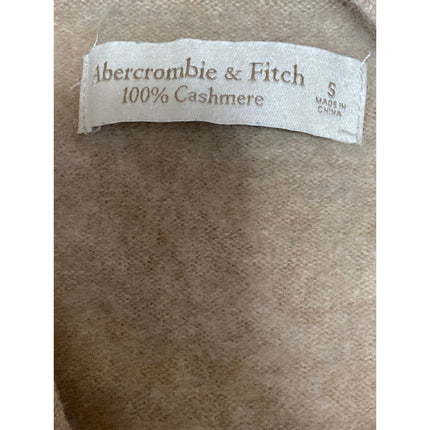 Abercrombie & Fitch
100% Cashmere
S
MADE IN
CHINA